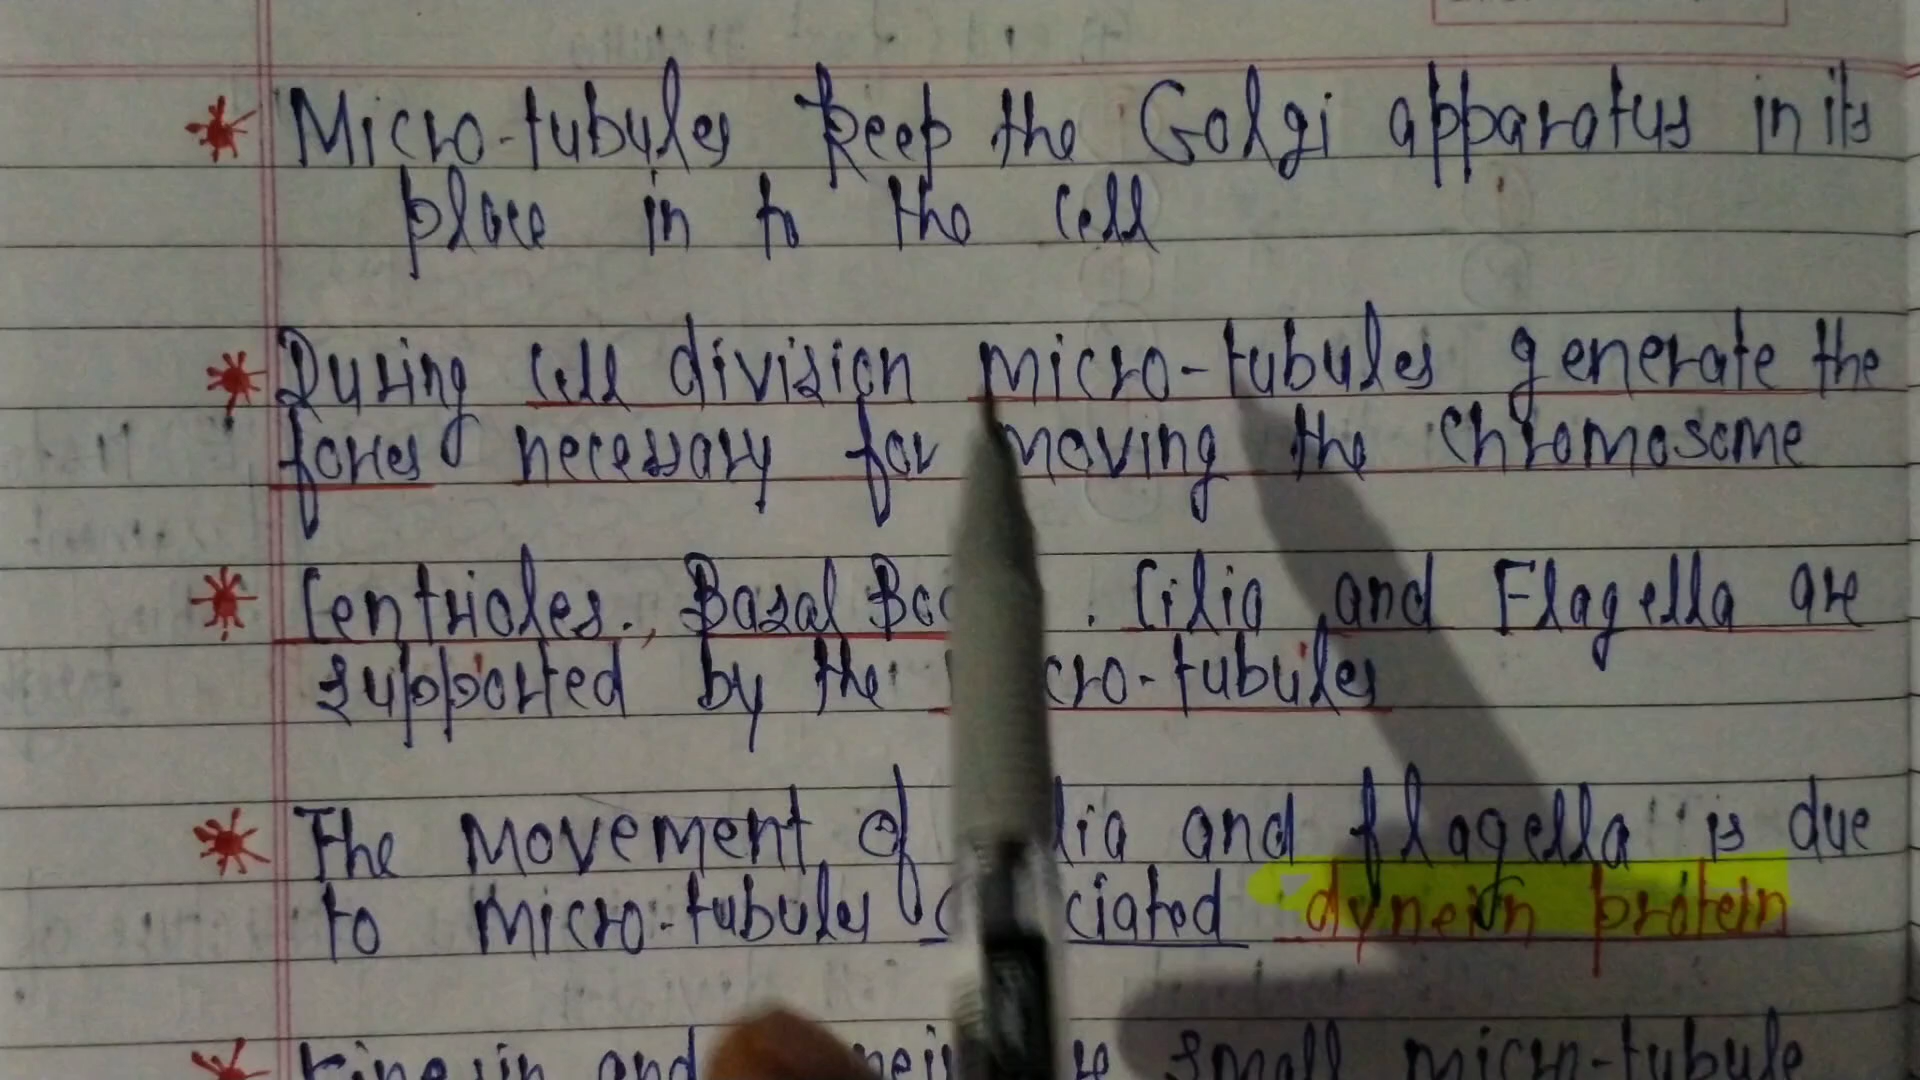 Micro-tubules keep the Golgi apparatus in its
place in to the cell
During cell division micro-tubules generate the
forces necessary for moving the chromosome
Centrioles, Basal . Cilia and Flagella are
supported by the cro-tubules
The movement of lia and flagella is due
to micro-tubules ciated dynein protein
Kinesin and small micro-tubule